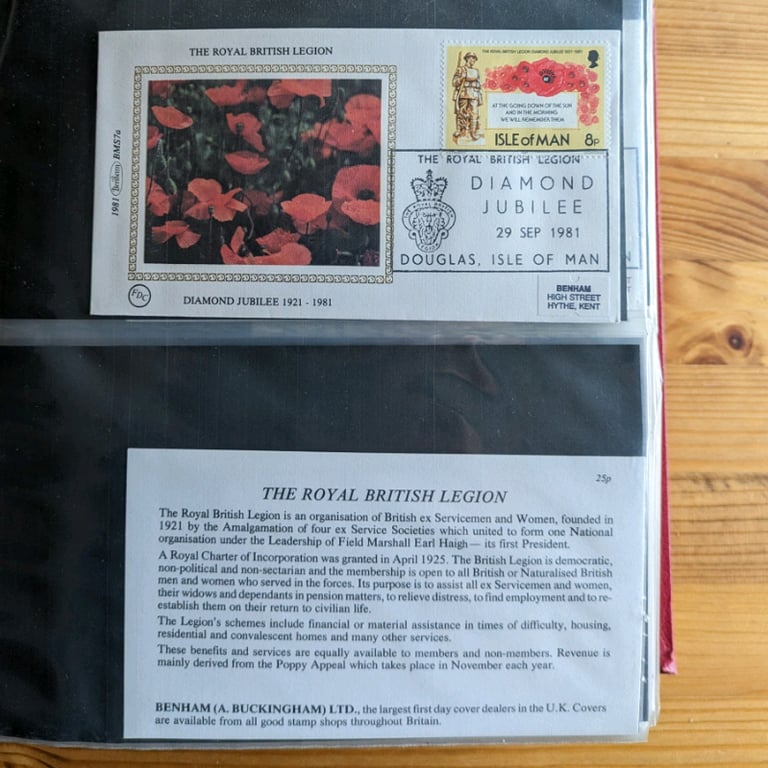 THE ROYAL BRITISH LEGION
THE ROYAL BRITISH LEGION DIAMOND JUBILEE 1921-1981
AT THE GOING DOWN OF THE SUN
AND IN THE MORNING
WE WILL REMEMBER THEM
ISLE of MAN 8P
1981 Benham BMS7a
THE ROYAL BRITISH LEGION
DIAMOND
JUBILEE
29 SEP 1981
DOUGLAS, ISLE OF MAN
THE ROYAL BRITISH
LEGION
FDC
DIAMOND JUBILEE 1921 - 1981
BENHAM
HIGH STREET
HYTHE, KENT
25p
THE ROYAL BRITISH LEGION
The Royal British Legion is an organisation of British ex Servicemen and Women, founded in
1921 by the Amalgamation of four ex Service Societies which united to form one National
organisation under the Leadership of Field Marshall Earl Haigh — its first President.
A Royal Charter of Incorporation was granted in April 1925. The British Legion is democratic,
non-political and non-sectarian and the membership is open to all British or Naturalised British
men and women who served in the forces. Its purpose is to assist all ex Servicemen and women,
their widows and dependants in pension matters, to relieve distress, to find employment and to re-
establish them on their return to civilian life.
The Legion's schemes include financial or material assistance in times of difficulty, housing,
residential and convalescent homes and many other services.
These benefits and services are equally available to members and non-members. Revenue is
mainly derived from the Poppy Appeal which takes place in November each year.
BENHAM (A. BUCKINGHAM) LTD., the largest first day cover dealers in the U.K. Covers
are available from all good stamp shops throughout Britain.